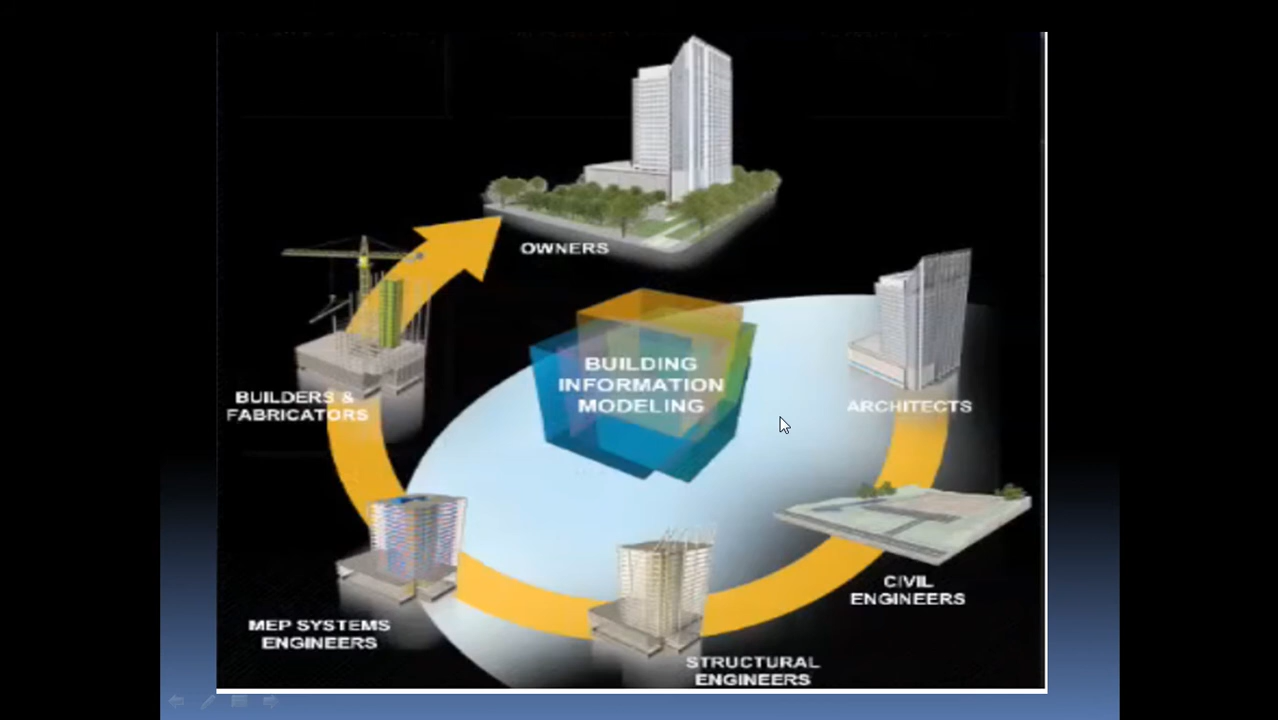 OWNERS
BUILDING
INFORMATION
MODELING
BUILDERS &
FABRICATORS
ARCHITECTS
CIVIL
ENGINEERS
MEP SYSTEMS
ENGINEERS
STRUCTURAL
ENGINEERS